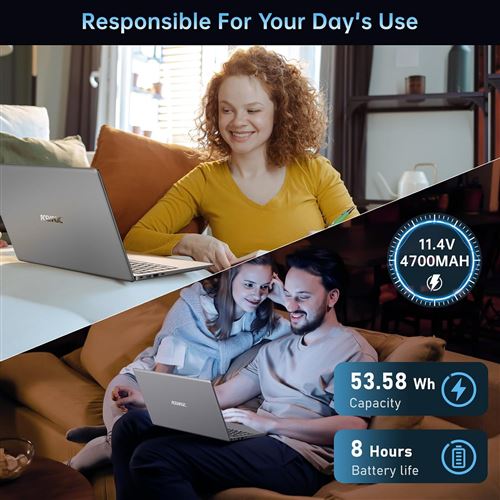 Responsible For Your Day's Use
11.4V
4700MAH
53.58 Wh
Capacity
8 Hours
Battery life